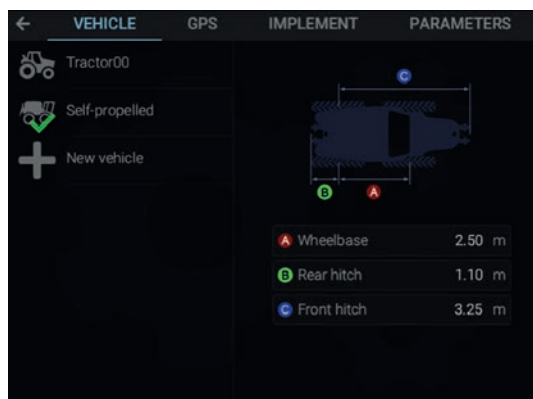 VEHICLE GPS IMPLEMENT PARAMETERS
Tractor00
Self-propelled
New vehicle
C
B A
A Wheelbase 2.50 m
B Rear hitch 1.10 m
C Front hitch 3.25 m